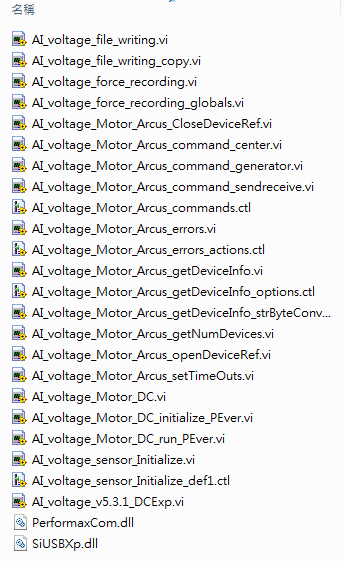 名稱
AI_voltage_file_writing.vi
AI_voltage_file_writing_copy.vi
AI_voltage_force_recording.vi
AI_voltage_force_recording_globals.vi
AI_voltage_Motor_Arcus_CloseDeviceRef.vi
AI_voltage_Motor_Arcus_command_center.vi
AI_voltage_Motor_Arcus_command_generator.vi
AI_voltage_Motor_Arcus_command_sendreceive.vi
AI_voltage_Motor_Arcus_commands.ctl
AI_voltage_Motor_Arcus_errors.vi
AI_voltage_Motor_Arcus_errors_actions.ctl
AI_voltage_Motor_Arcus_getDeviceInfo.vi
AI_voltage_Motor_Arcus_getDeviceInfo_options.ctl
AI_voltage_Motor_Arcus_getDeviceInfo_strByteConv...
AI_voltage_Motor_Arcus_getNumDevices.vi
AI_voltage_Motor_Arcus_openDeviceRef.vi
AI_voltage_Motor_Arcus_setTimeOuts.vi
AI_voltage_Motor_DC.vi
AI_voltage_Motor_DC_initialize_PEver.vi
AI_voltage_Motor_DC_run_PEver.vi
AI_voltage_sensor_Initialize.vi
AI_voltage_sensor_Initialize_def1.ctl
AI_voltage_v5.3.1_DCExp.vi
PerformaxCom.dll
SiUSBXp.dll